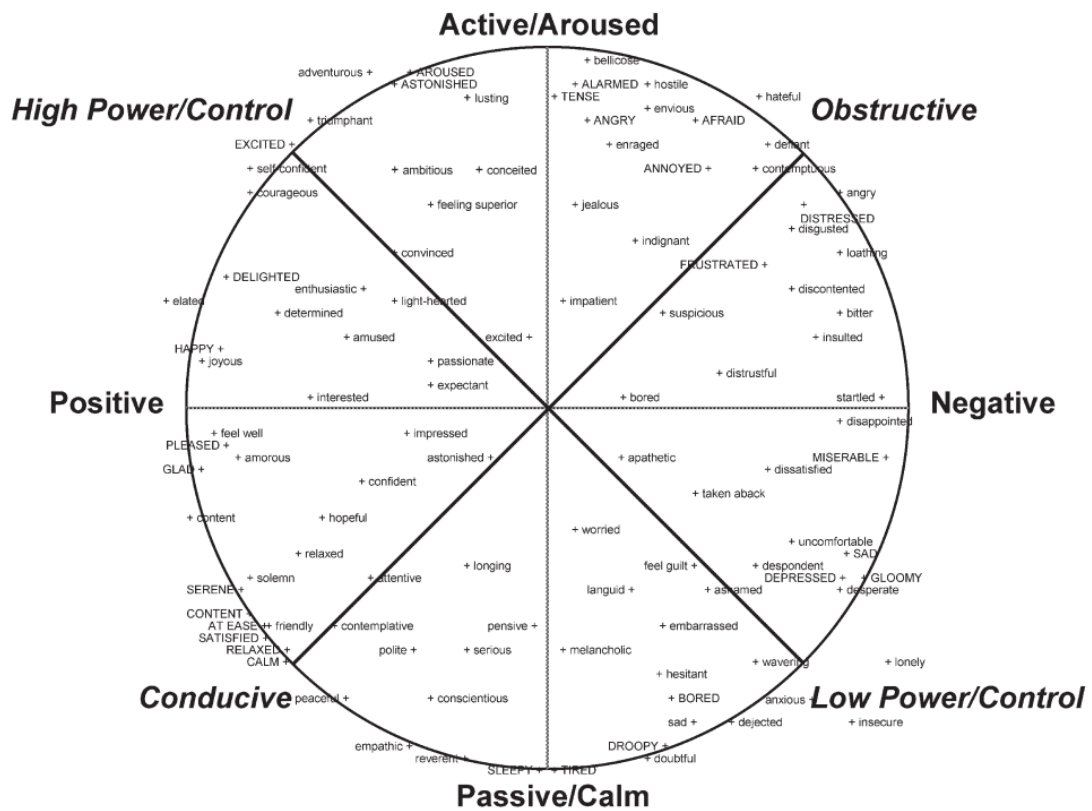 Active/Aroused
+ bellicose
adventurous +
+ AROUSED
+ ASTONISHED
+ ALARMED
+ hostile
High Power/Control
+ lusting
+ TENSE
+ hateful
Obstructive
+ envious
+ triumphant
+ ANGRY
+ AFRAID
EXCITED +
+ enraged
+ defiant
+ self-confident
+ ambitious
+ conceited
ANNOYED +
+ contemptuous
+ courageous
+ angry
+ feeling superior
+ jealous
+
DISTRESSED
+ disgusted
+ indignant
+ convinced
+ loathing
FRUSTRATED +
+ DELIGHTED
enthusiastic +
+ discontented
+ elated
+ light-hearted
+ impatient
+ determined
+ suspicious
+ bitter
+ amused
excited +
+ insulted
HAPPY +
+ joyous
+ passionate
+ distrustful
+ expectant
Positive
+ interested
+ bored
startled +
Negative
+ disappointed
+ feel well
+ impressed
PLEASED +
+ amorous
astonished +
+ apathetic
MISERABLE +
GLAD +
+ dissatisfied
+ confident
+ taken aback
+ content
+ hopeful
+ worried
+ uncomfortable
+ relaxed
+ SAD
+ longing
feel guilt +
+ despondent
+ solemn
+ attentive
DEPRESSED +
+ GLOOMY
SERENE +
languid +
+ ashamed
+ desperate
CONTENT +
AT EASE +
+ friendly
+ contemplative
pensive +
+ embarrassed
SATISFIED +
RELAXED +
polite +
+ serious
+ melancholic
CALM +
+ wavering
+ lonely
+ hesitant
Conducive
peaceful +
+ conscientious
+ BORED
anxious +
Low Power/Control
sad +
+ dejected
+ insecure
empathic +
DROOPY +
reverent +
+ doubtful
SLEEPY +
+ TIRED
Passive/Calm